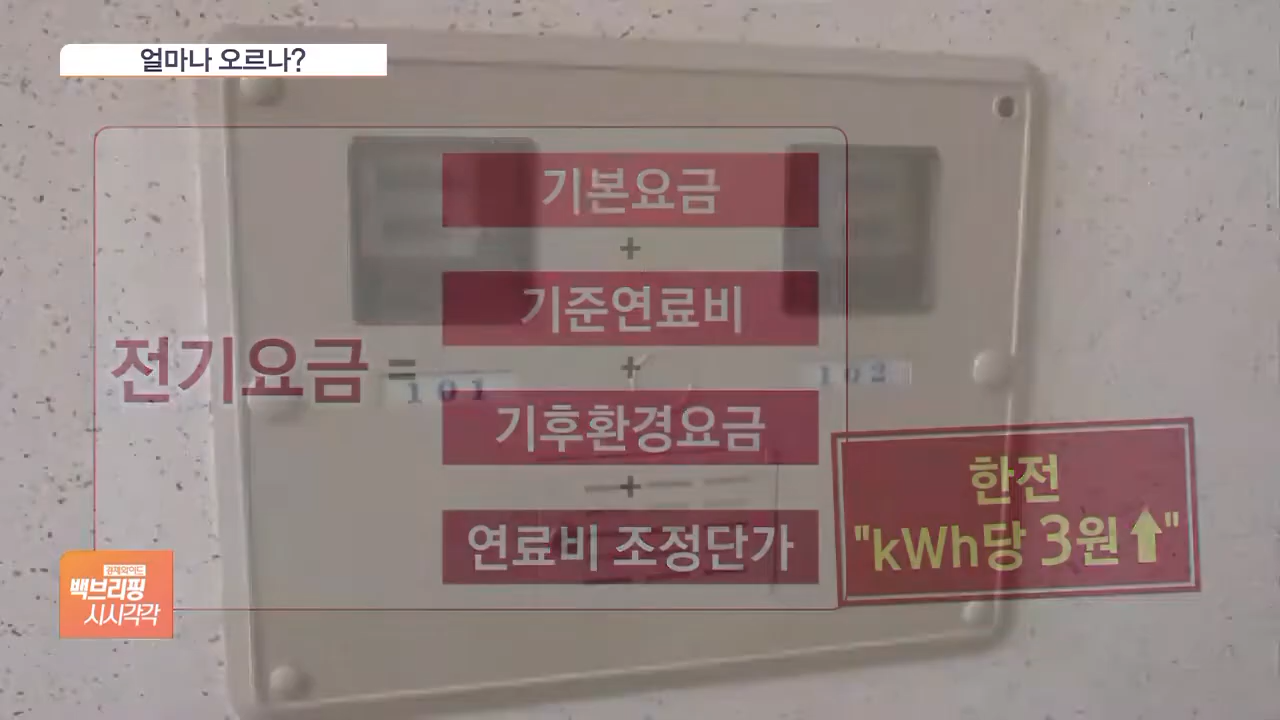 얼마나 오르나?
기본요금
+
기준연료비
+
전기요금 =
101
102
기후환경요금
+
연료비 조정단가
한전
"kWh당 3원⬆"
경제와이드
백브리핑
시시각각